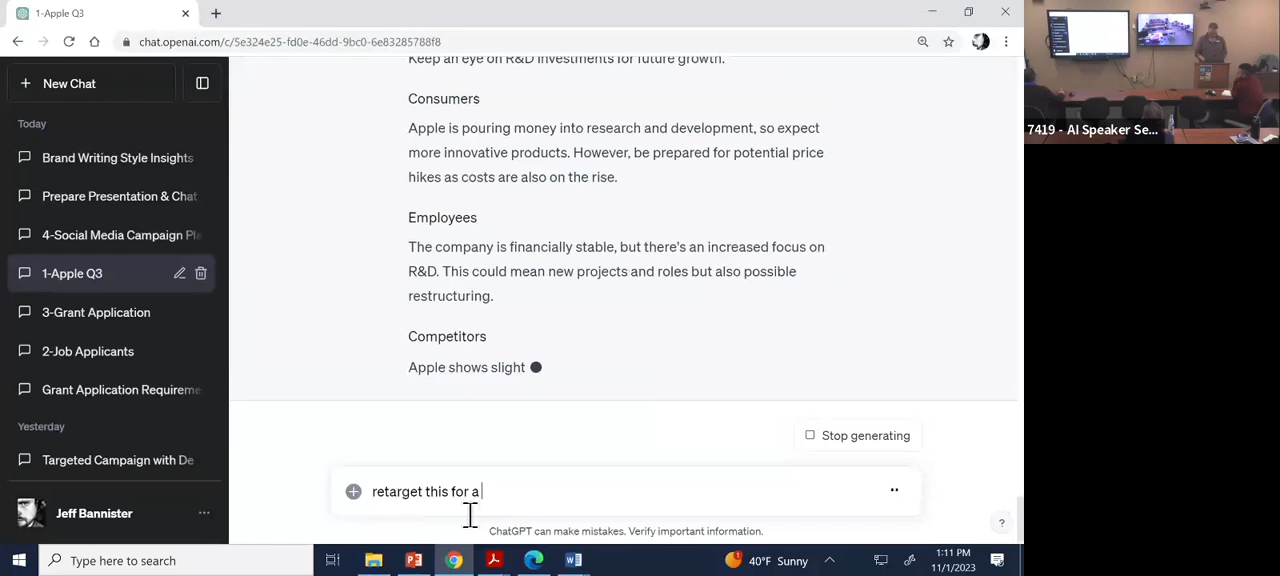 1-Apple Q3
chat.openai.com/c/5e324e25-fd0e-46dd-9
New Chat
Today
Brand Writing Style Insights
Prepare Presentation & Chat
4-Social Media Campaign Pla
1-Apple Q3
3-Grant Application
2-Job Applicants
Grant Application Requireme
Yesterday
Targeted Campaign with De
Jeff Bannister
Keep an eye on R&D investments for future growth.
Consumers
Apple is pouring money into research and development, so expect
more innovative products. However, be prepared for potential price
hikes as costs are also on the rise.
Employees
The company is financially stable, but there's an increased focus on
R&D. This could mean new projects and roles but also possible
restructuring.
Competitors
Apple shows slight
Stop generating
retarget this for a
ChatGPT can make mistakes. Verify important information.
?
7419 - AI Speaker Se...
Type here to search
40°F Sunny
1:11 PM
11/1/2023